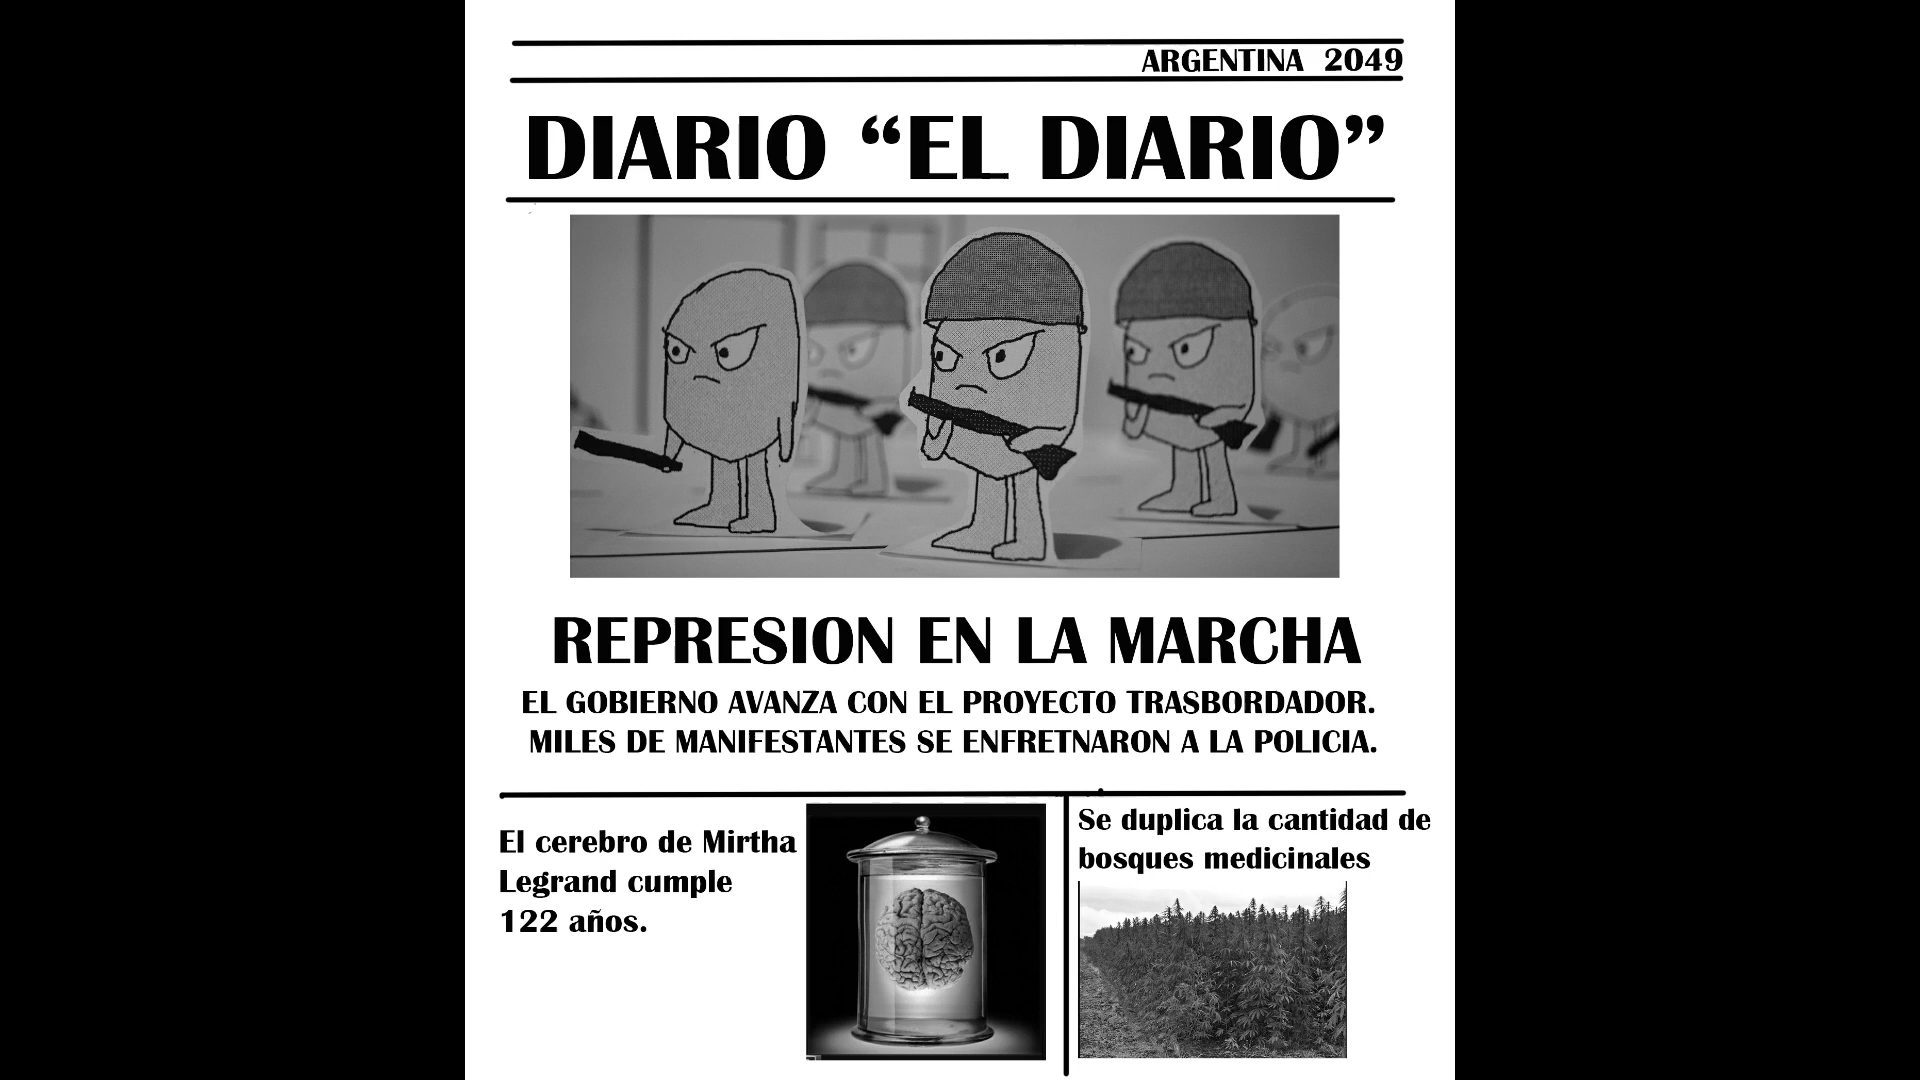 ARGENTINA 2049
DIARIO “EL DIARIO”
REPRESION EN LA MARCHA
EL GOBIERNO AVANZA CON EL PROYECTO TRASBORDADOR.
MILES DE MANIFESTANTES SE ENFRETNARON A LA POLICIA.
El cerebro de Mirtha
Legrand cumple
122 años.
Se duplica la cantidad de
bosques medicinales